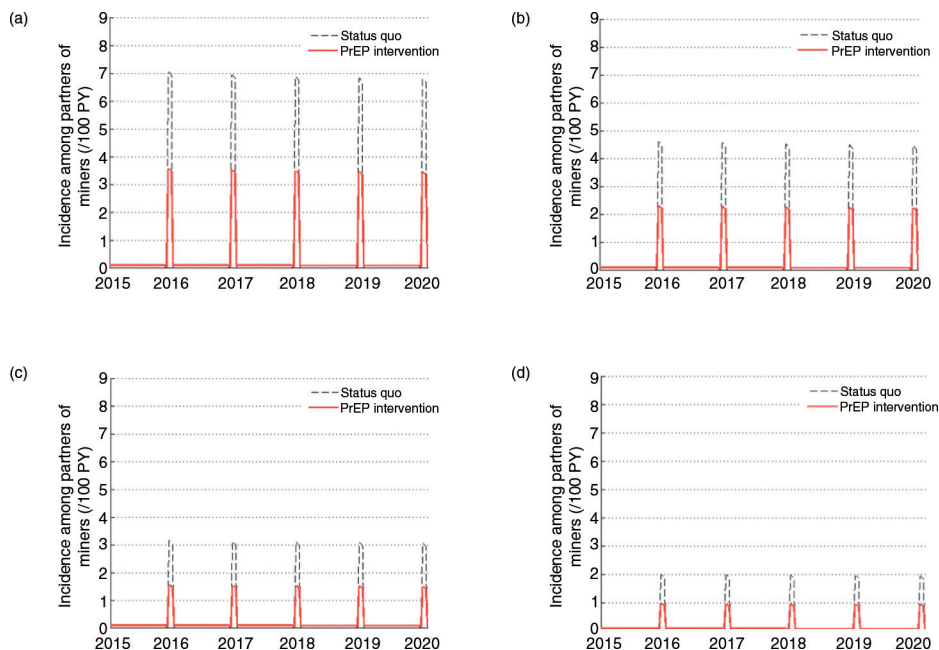 (a)
Incidence among partners of
miners (/100 PY)
9
8
7
6
5
4
3
2
1
0
Status quo
PrEP intervention
2015 2016 2017 2018 2019 2020
(b)
Incidence among partners of
miners (/100 PY)
9
8
7
6
5
4
3
2
1
0
Status quo
PrEP intervention
2015 2016 2017 2018 2019 2020
(c)
Incidence among partners of
miners (/100 PY)
9
8
7
6
5
4
3
2
1
0
Status quo
PrEP intervention
2015 2016 2017 2018 2019 2020
(d)
Incidence among partners of
miners (/100 PY)
9
8
7
6
5
4
3
2
1
0
Status quo
PrEP intervention
2015 2016 2017 2018 2019 2020